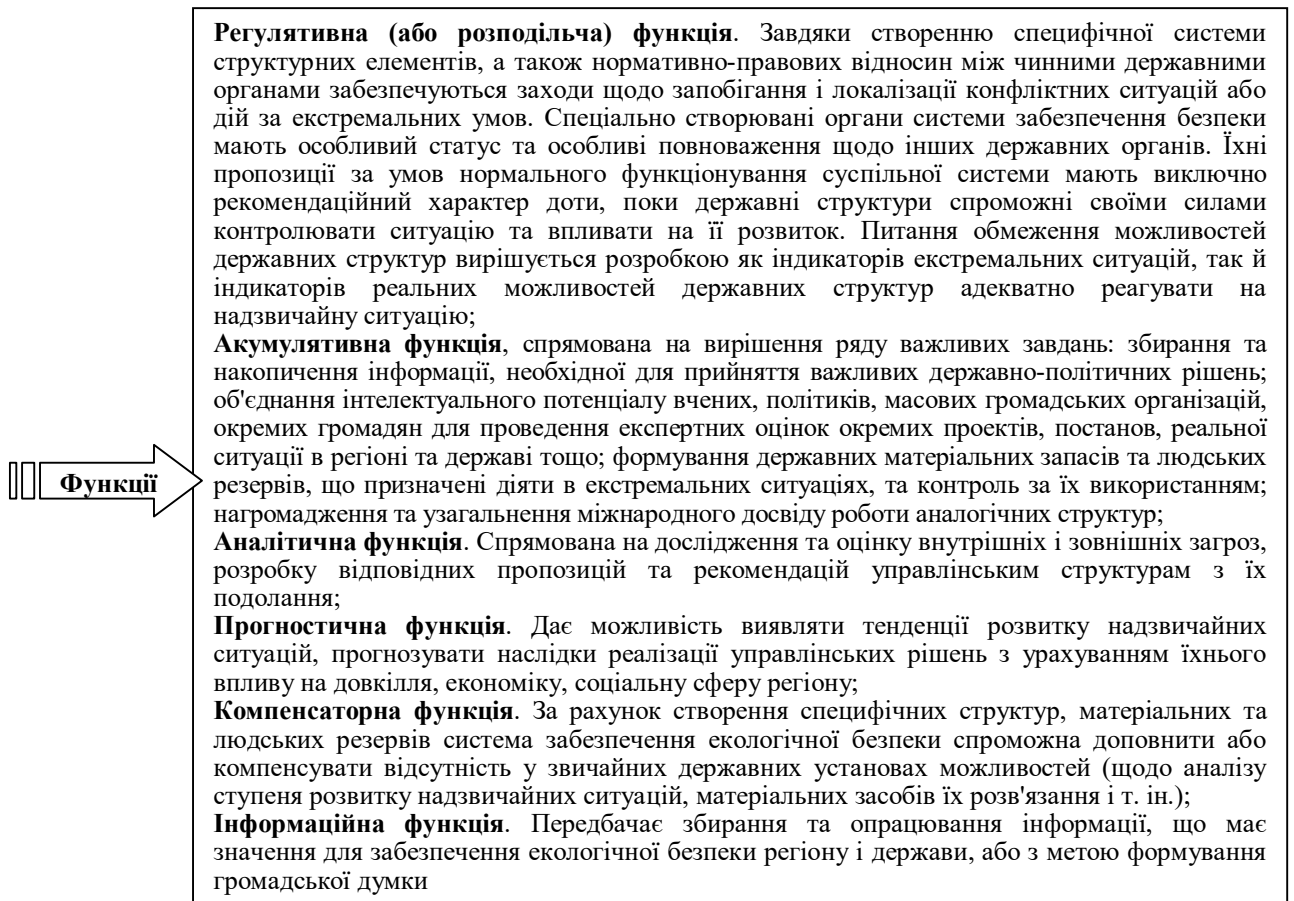 Регулятивна (або розподільча) функція. Завдяки створенню специфічної системи
структурних елементів, а також нормативно-правових відносин між чинними державними
органами забезпечуються заходи щодо запобігання і локалізації конфліктних ситуацій або
дій за екстремальних умов. Спеціально створювані органи системи забезпечення безпеки
мають особливий статус та особливі повноваження щодо інших державних органів. Їхні
пропозиції за умов нормального функціонування суспільної системи мають виключно
рекомендаційний характер доти, поки державні структури спроможні своїми силами
контролювати ситуацію та впливати на її розвиток. Питання обмеження можливостей
державних структур вирішується розробкою як індикаторів екстремальних ситуацій, так й
індикаторів реальних можливостей державних структур адекватно реагувати на
надзвичайну ситуацію;
Акумулятивна функція, спрямована на вирішення ряду важливих завдань: збирання та
накопичення інформації, необхідної для прийняття важливих державно-політичних рішень;
об'єднання інтелектуального потенціалу вчених, політиків, масових громадських організацій,
окремих громадян для проведення експертних оцінок окремих проектів, постанов, реальної
ситуації в регіоні та державі тощо; формування державних матеріальних запасів та людських
Функції
резервів, що призначені діяти в екстремальних ситуаціях, та контроль за їх використанням;
нагромадження та узагальнення міжнародного досвіду роботи аналогічних структур;
Аналітична функція. Спрямована на дослідження та оцінку внутрішніх і зовнішніх загроз,
розробку відповідних пропозицій та рекомендацій управлінським структурам з їх
подолання;
Прогностична функція. Дає можливість виявляти тенденції розвитку надзвичайних
ситуацій, прогнозувати наслідки реалізації управлінських рішень з урахуванням їхнього
впливу на довкілля, економіку, соціальну сферу регіону;
Компенсаторна функція. За рахунок створення специфічних структур, матеріальних та
людських резервів система забезпечення екологічної безпеки спроможна доповнити або
компенсувати відсутність у звичайних державних установах можливостей (щодо аналізу
ступеня розвитку надзвичайних ситуацій, матеріальних засобів їх розв'язання і т. ін.);
Інформаційна функція. Передбачає збирання та опрацювання інформації, що має
значення для забезпечення екологічної безпеки регіону і держави, або з метою формування
громадської думки